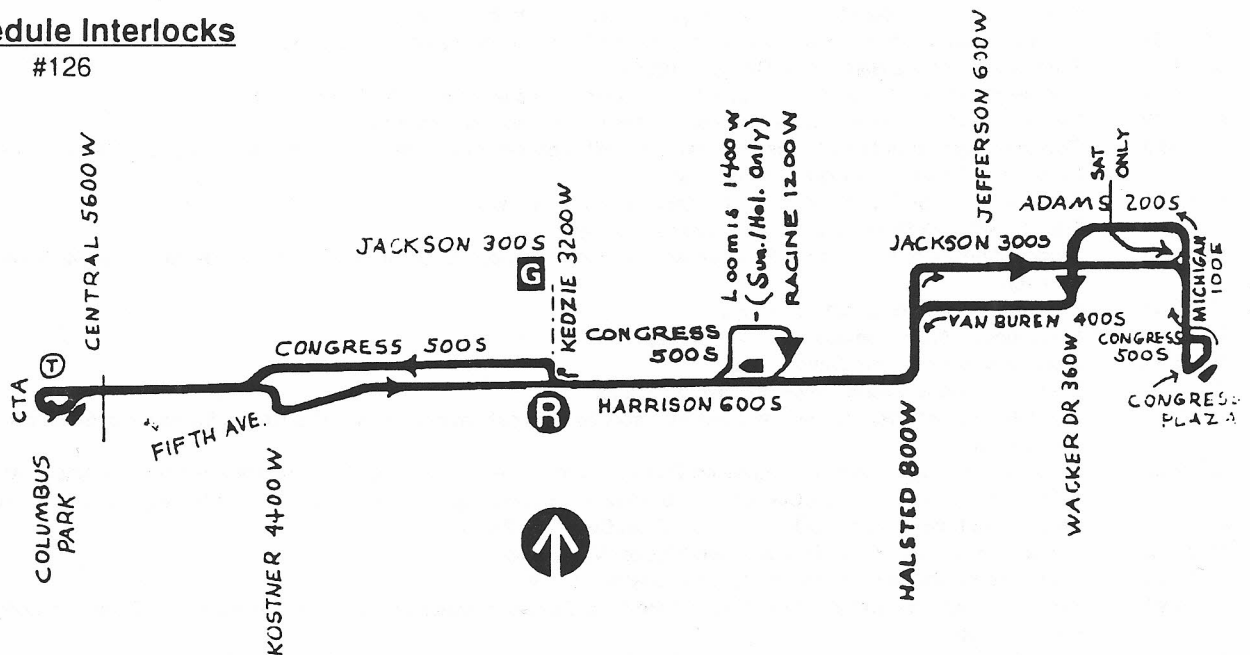 edule Interlocks
#126
CENTRAL 5600W
T
CTA
COLUMBUS
PARK
FIFTH AVE.
KOSTNER 4400W
CONGRESS 500S
JACKSON 300S
G
KEDZIE 3200W
R
HARRISON 600S
CONGRESS
500S
Loomis 1400W
(Sun./Hol. Only)
RACINE 1200W
HALSTED 800W
JACKSON 300S
JEFFERSON 600W
VAN BUREN 400S
WACKER DR 360W
ADAMS 200S
SAT
ONLY
MICHIGAN
100E
CONGRESS
500S
CONGRESS
PLAZA